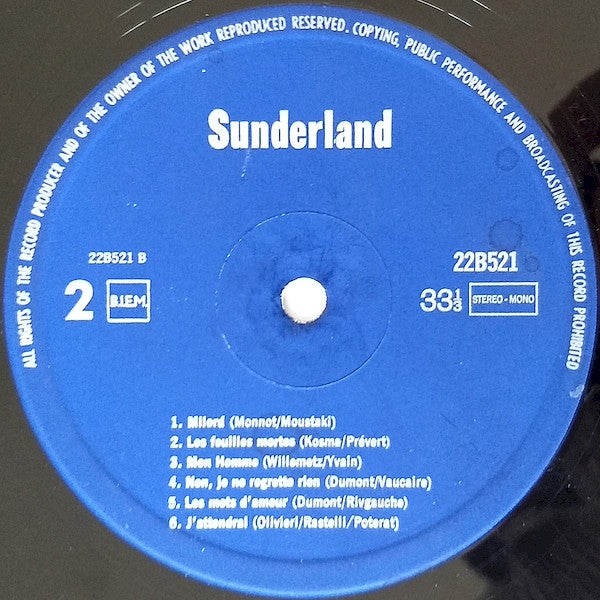 ALL RIGHTS OF THE RECORD PRODUCER AND OF THE OWNER OF THE WORK REPRODUCED RESERVED. COPYING, PUBLIC PERFORMANCE AND BROADCASTING OF THIS RECORD PROHIBITED
Sunderland
22B521 B
22B521
2
B.I.E.M.
33 1/3
STEREO - MONO
1. Milord (Monnot/Moustaki)
2. Les feuilles mortes (Kosma/Prévert)
3. Mon Homme (Willemetz/Yvain)
4. Non, je ne regrette rien (Dumont/Vaucaire)
5. Les mots d'amour (Dumont/Rivgauche)
6. J'attendrai (Olivieri/Rastelli/Poterat)